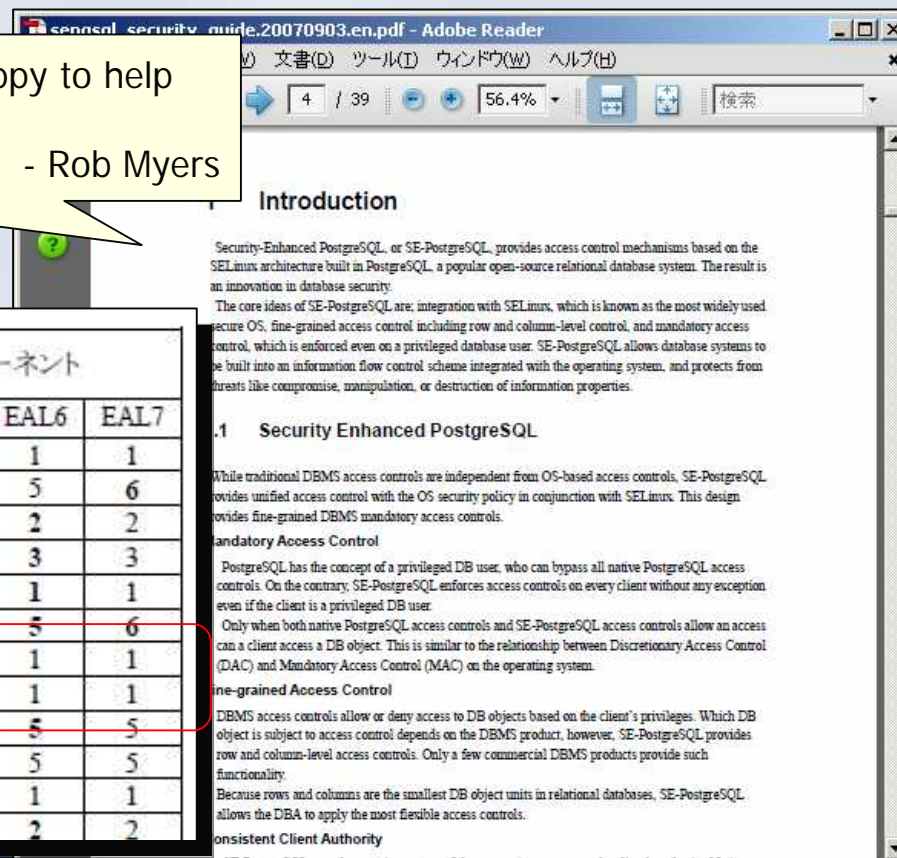 sepgsql_security_guide.20070903.en.pdf - Adobe Reader
文書(D) ツール(T) ウィンドウ(W) ヘルプ(H)
4 / 39 56.4% 検索
to help
- Rob Myers
Introduction
Security-Enhanced PostgreSQL, or SE-PostgreSQL, provides access control mechanisms based on the
SELinux architecture built in PostgreSQL, a popular open-source relational database system. The result is
an innovation in database security.
The core ideas of SE-PostgreSQL are; integration with SELinux, which is known as the most widely used
secure OS, fine-grained access control including row and column-level control, and mandatory access
control, which is enforced even on a privileged database user. SE-PostgreSQL allows database systems to
be built into an information flow control scheme integrated with the operating system, and protects from
threats like compromise, manipulation, or destruction of information properties.
.1 Security Enhanced PostgreSQL
While traditional DBMS access controls are independent from OS-based access controls, SE-PostgreSQL
provides unified access control with the OS security policy in conjunction with SELinux. This design
provides fine-grained DBMS mandatory access controls.
Mandatory Access Control
PostgreSQL has the concept of a privileged DB user, who can bypass all native PostgreSQL access
controls. On the contrary, SE-PostgreSQL enforces access controls on every client without any exception
even if the client is a privileged DB user.
Only when both native PostgreSQL access controls and SE-PostgreSQL access controls allow an access
can a client access a DB object. This is similar to the relationship between Discretionary Access Control
(DAC) and Mandatory Access Control (MAC) on the operating system.
Fine-grained Access Control
DBMS access controls allow or deny access to DB objects based on the client's privileges. Which DB
object is subject to access control depends on the DBMS product, however, SE-PostgreSQL provides
row and column-level access controls. Only a few commercial DBMS products provide such
functionality.
Because rows and columns are the smallest DB object units in relational databases, SE-PostgreSQL
allows the DBA to apply the most flexible access controls.
Consistent Client Authority
ーネント
EAL6 EAL7
1 1
5 6
2 2
3 3
1 1
5 6
1 1
1 1
5 5
5 5
1 1
2 2